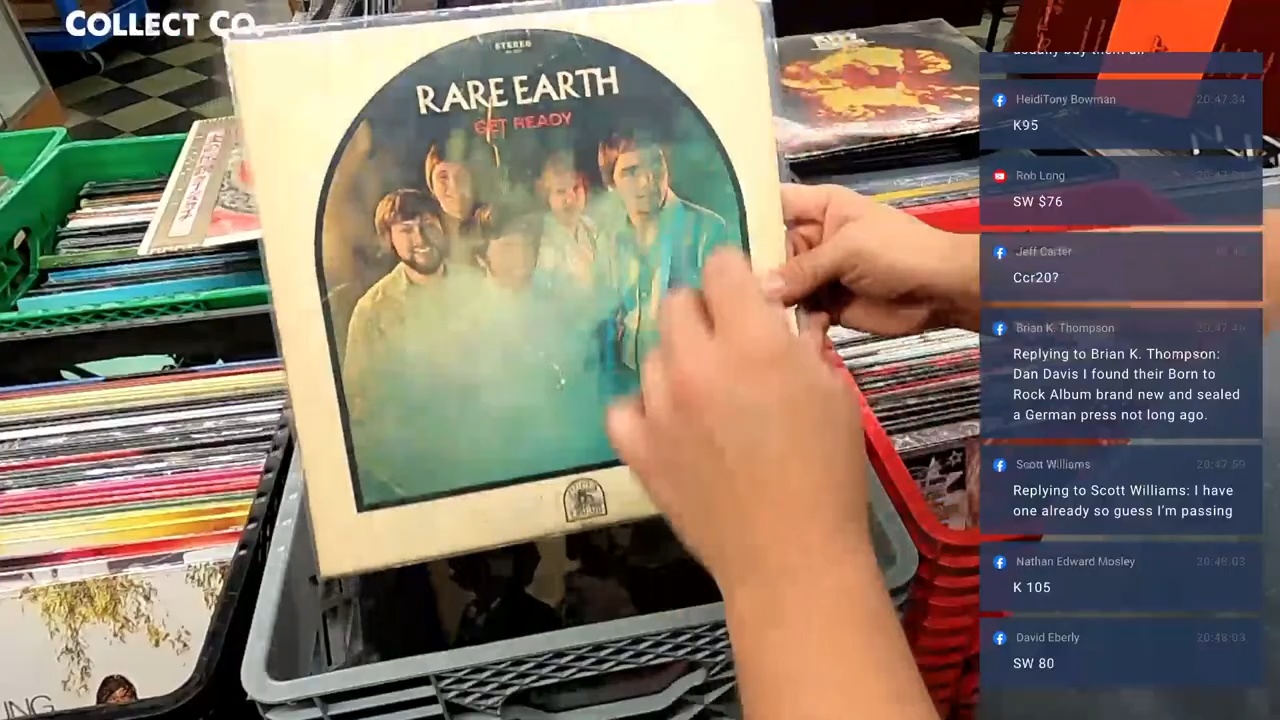 COLLECT CO.
STEREO
RARE EARTH
GET READY
HeidiTony Bowman 20:47:34
K95
Rob Long
SW $76
Jeff Carter
Ccr20?
Brian K. Thompson
Replying to Brian K. Thompson:
Dan Davis I found their Born to
Rock Album brand new and sealed
a German press not long ago.
Scott Williams 20:47:59
Replying to Scott Williams: I have
one already so guess I'm passing
Nathan Edward Mosley 20:48:03
K 105
David Eberly 20:48:03
SW 80